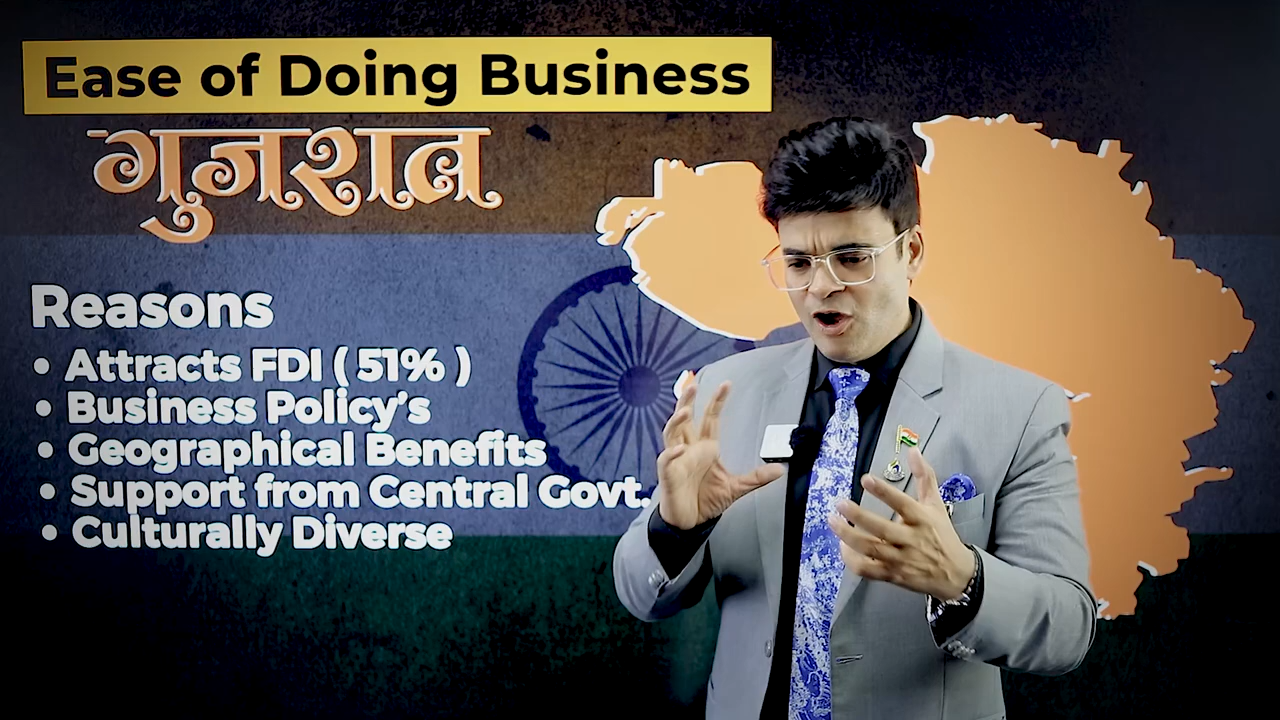 Ease of Doing Business
गुजरात
Reasons
• Attracts FDI ( 51% )
• Business Policy's
• Geographical Benefits
• Support from Central Govt.
• Culturally Diverse